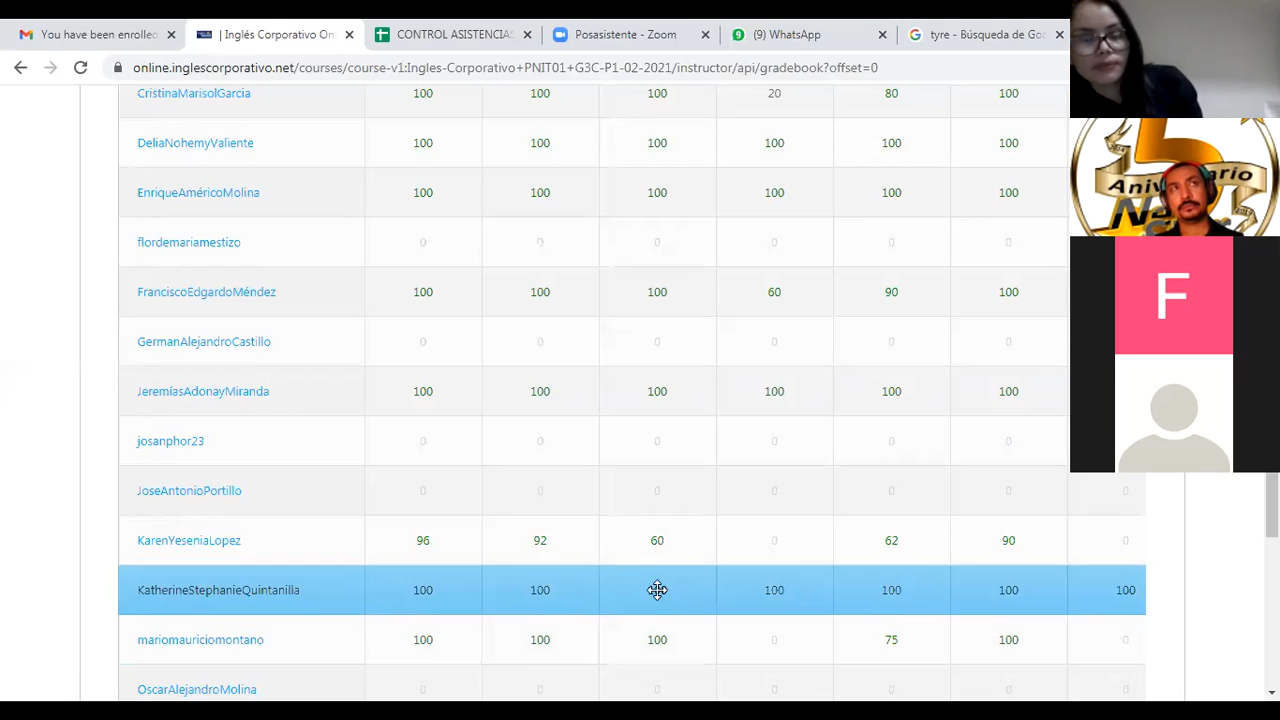 You have been enrolled
| Inglés Corporativo On
CONTROL ASISTENCIAS
Posasistente - Zoom
(9) WhatsApp
tyre - Búsqueda de Goo
online.inglescorporativo.net/courses/course-v1:Ingles-Corporativo+PNIT01+G3C-P1-02-2021/instructor/api/gradebook?offset=0
CristinaMarisolGarcia 100 100 100 20 80 100
DeliaNohemyValiente 100 100 100 100 100 100
EnriqueAméricoMolina 100 100 100 100 100 100
flordemariamestizo 0 0 0 0 0 0
FranciscoEdgardoMéndez 100 100 100 60 90 100
GermanAlejandroCastillo 0 0 0 0 0 0
JeremíasAdonayMiranda 100 100 100 100 100 100
josanphor23 0 0 0 0 0 0
JoseAntonioPortillo 0 0 0 0 0 0 0
KarenYeseniaLopez 96 92 60 0 62 90 0
KatherineStephanieQuintanilla 100 100 100 100 100 100
mariomauriciomontano 100 100 100 0 75 100 0
OscarAlejandroMolina 0 0 0 0 0 0 0
5
Aniversario
F